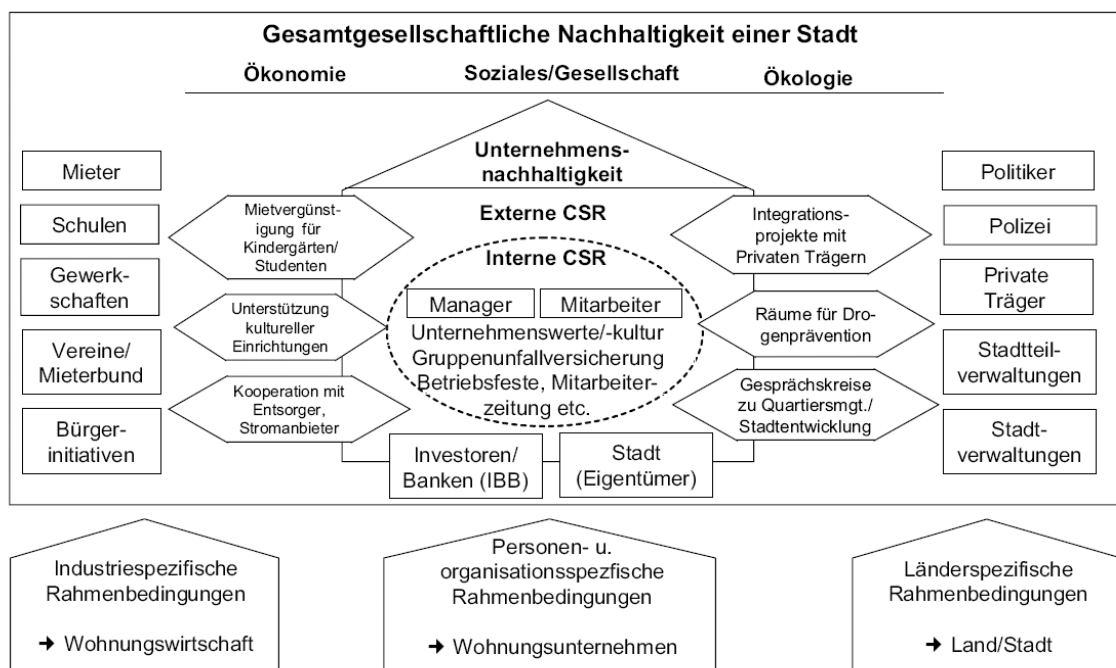 Gesamtgesellschaftliche Nachhaltigkeit einer Stadt
Ökonomie
Soziales/Gesellschaft
Ökologie
Unternehmens-
nachhaltigkeit
Mieter
Schulen
Gewerk-
schaften
Vereine/
Mieterbund
Bürger-
initiativen
Mietvergünst-
igung für
Kindergärten/
Studenten
Unterstützung
kultureller
Einrichtungen
Kooperation mit
Entsorger,
Stromanbieter
Externe CSR
Interne CSR
Manager
Mitarbeiter
Unternehmenswerte/-kultur
Gruppenunfallversicherung
Betriebsfeste, Mitarbeiter-
zeitung etc.
Investoren/
Banken (IBB)
Stadt
(Eigentümer)
Integrations-
projekte mit
Privaten Trägern
Räume für Dro-
genprävention
Gesprächskreise
zu Quartiersmgt./
Stadtentwicklung
Politiker
Polizei
Private
Träger
Stadtteil-
verwaltungen
Stadt-
verwaltungen
Industriespezifische
Rahmenbedingungen
➔ Wohnungswirtschaft
Personen- u.
organisationsspezfische
Rahmenbedingungen
➔ Wohnungsunternehmen
Länderspezifische
Rahmenbedingungen
➔ Land/Stadt